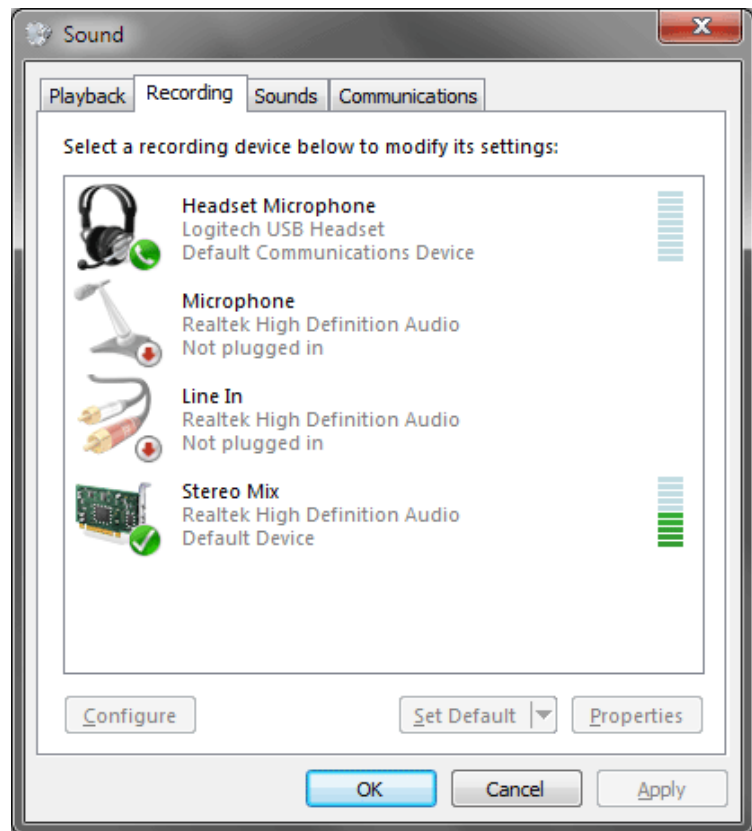 Sound
Playback Recording Sounds Communications
Select a recording device below to modify its settings:
Headset Microphone
Logitech USB Headset
Default Communications Device
Microphone
Realtek High Definition Audio
Not plugged in
Line In
Realtek High Definition Audio
Not plugged in
Stereo Mix
Realtek High Definition Audio
Default Device
Configure Set Default Properties
OK Cancel Apply